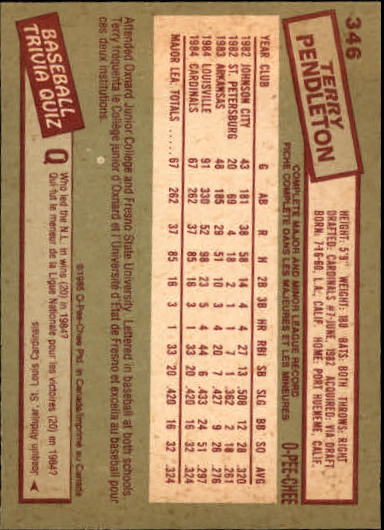 346
TERRY
PENDLETON
HEIGHT: 5'9" WEIGHT: 180 BATS: BOTH THROWS: RIGHT
DRAFTED: CARDINALS #7-JUNE, 1982 ACQUIRED: VIA DRAFT
BORN: 7-16-60, L.A., CALIF. HOME: PORT HUENEME, CALIF.
COMPLETE MAJOR AND MINOR LEAGUE RECORD
FICHE COMPLETE DANS LES MAJEURES ET LES MINEURES
O-PEE-CHEE
YEAR CLUB G AB R H 2B 3B HR RBI SB SLG BB SO AVG
1982 JOHNSON CITY 43 181 38 58 14 4 4 27 13 .508 12 28 .320
1982 ST. PETERSBURG 20 69 4 18 2 1 1 7 1 .362 2 18 .261
1983 ARKANSAS 48 185 29 51 10 3 4 20 7 .427 9 26 .276
1984 LOUISVILLE 91 330 52 98 23 5 4 44 6 .433 24 51 .297
1984 CARDINALS 67 262 37 85 16 3 1 33 20 .420 16 32 .324
MAJOR LEA. TOTALS 67 262 37 85 16 3 1 33 20 .420 16 32 .324
Attended Oxnard Junior College and Fresno State University. Lettered in baseball at both schools.
Terry fréquenta le Collège junior d'Oxnard et l'Université d'Etat de Fresno et excella au baseball pour
ces deux institutions.
©1985 O-Pee-Chee Ptd. in Canada/Imprimé au Canada
BASEBALL
TRIVIA QUIZ
Q
Who led the N.L. in wins (20) in 1984?
Qui fut le meneur de la Ligue Nationale pour les victoires (20) en 1984?
A
Joaquin Andujar, St. Louis Cardinals